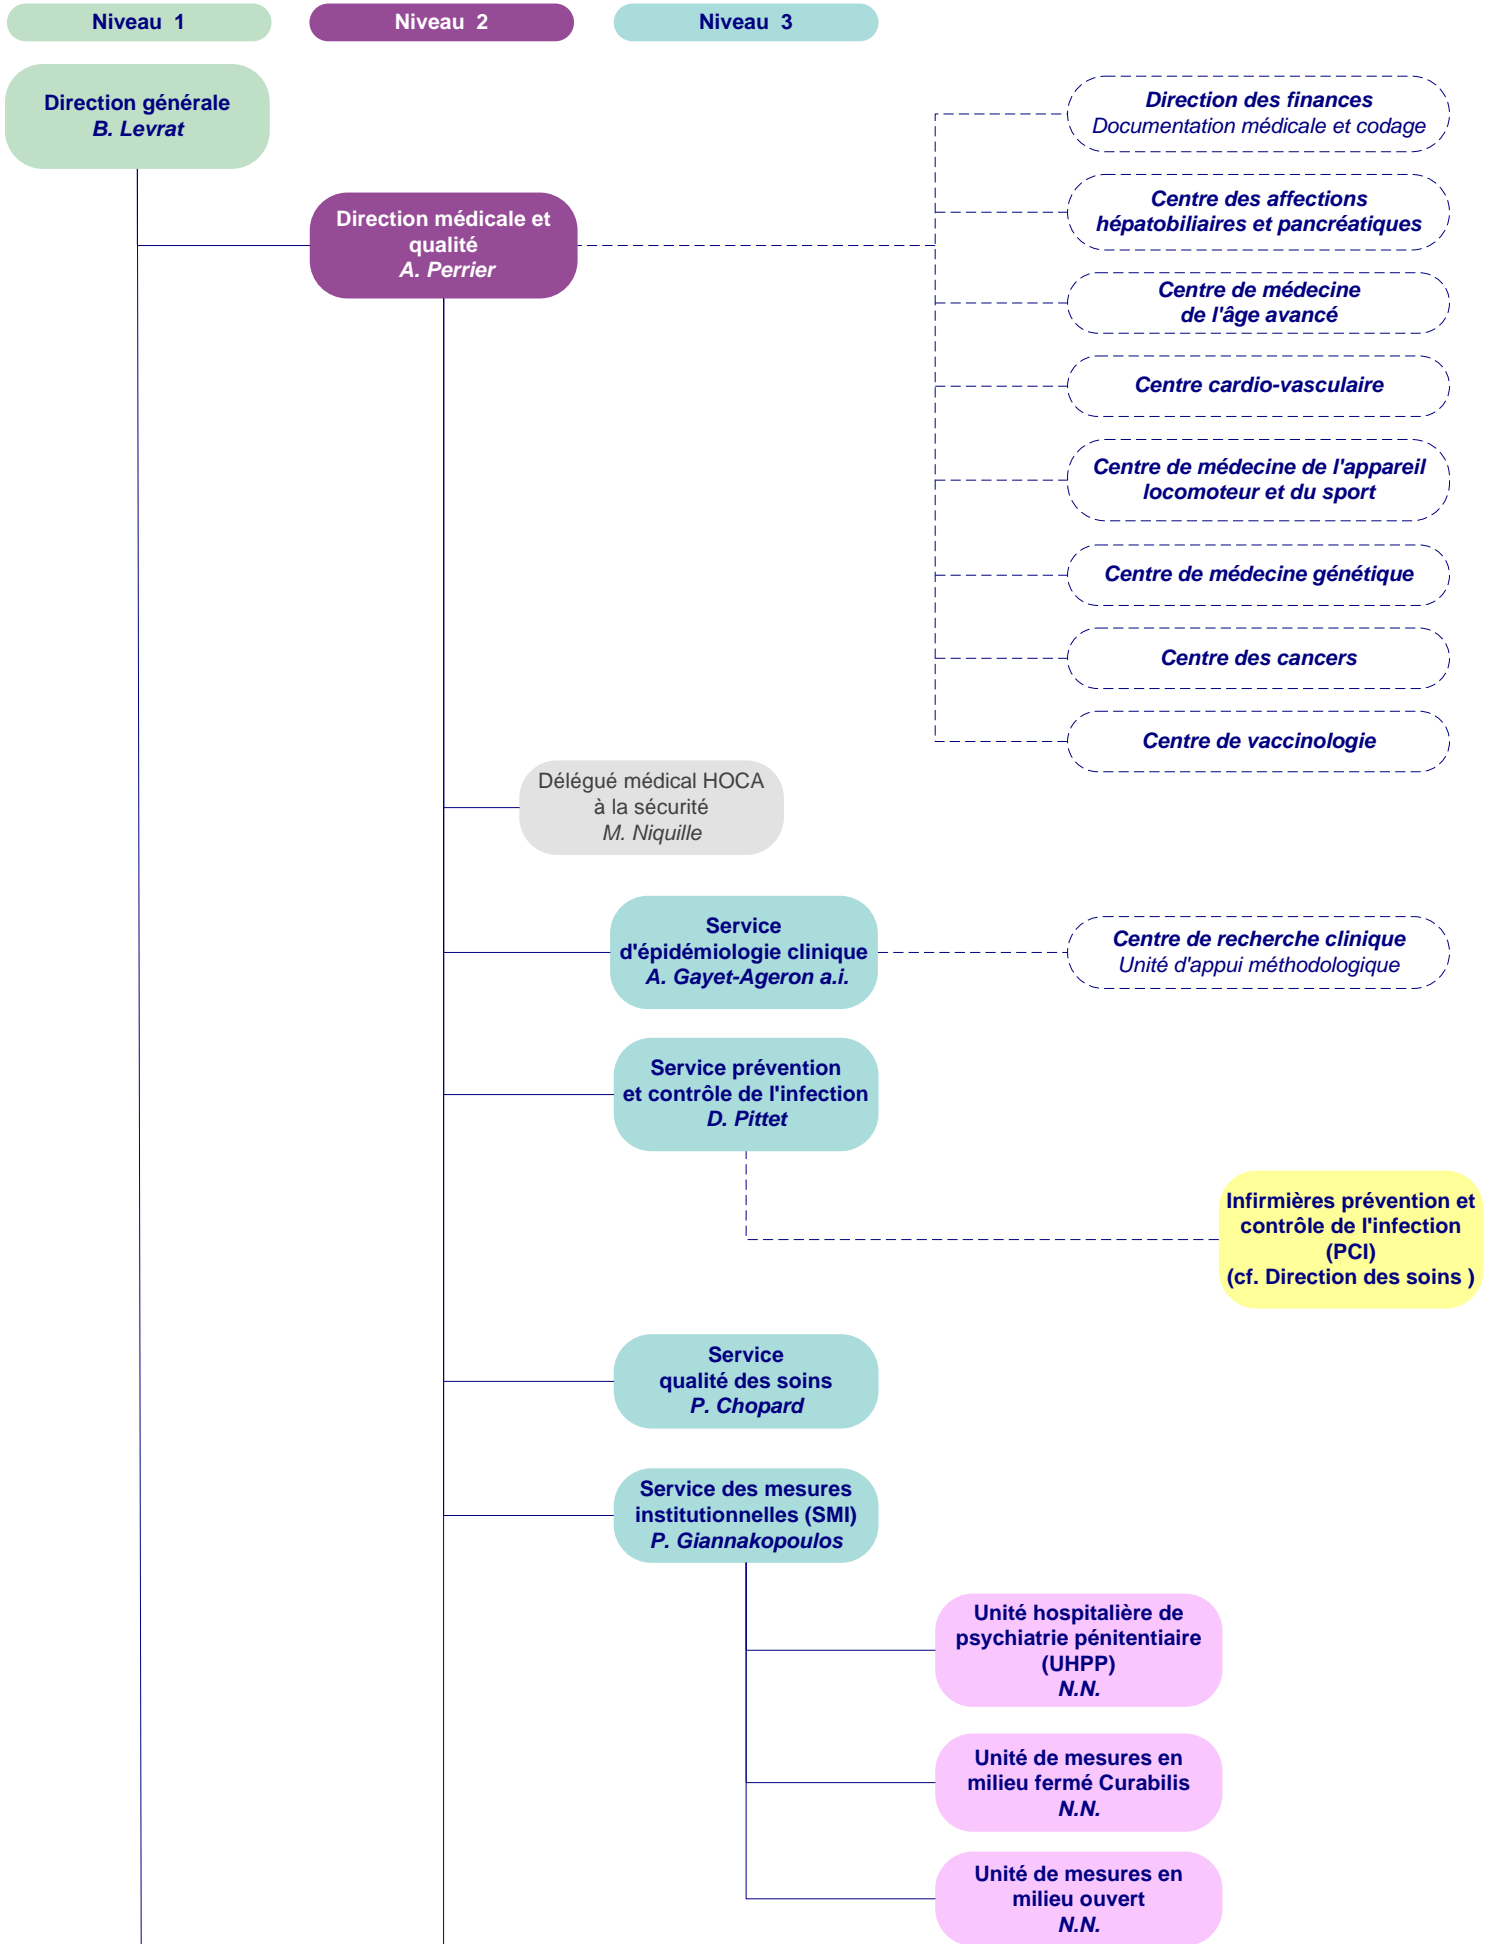 Niveau 1
Niveau 2
Niveau 3
Direction générale
B. Levrat
Direction des finances
Documentation médicale et codage
Centre des affections
hépatobiliaires et pancréatiques
Direction médicale et
qualité
A. Perrier
Centre de médecine
de l'âge avancé
Centre cardio-vasculaire
Centre de médecine de l'appareil
locomoteur et du sport
Centre de médecine génétique
Centre des cancers
Centre de vaccinologie
Délégué médical HOCA
à la sécurité
M. Niquille
Service
d'épidémiologie clinique
A. Gayet-Ageron a.i.
Centre de recherche clinique
Unité d'appui méthodologique
Service prévention
et contrôle de l'infection
D. Pittet
Infirmières prévention et
contrôle de l'infection
(PCI)
(cf. Direction des soins )
Service
qualité des soins
P. Chopard
Service des mesures
institutionnelles (SMI)
P. Giannakopoulos
Unité hospitalière de
psychiatrie pénitentiaire
(UHPP)
N.N.
Unité de mesures en
milieu fermé Curabilis
N.N.
Unité de mesures en
milieu ouvert
N.N.